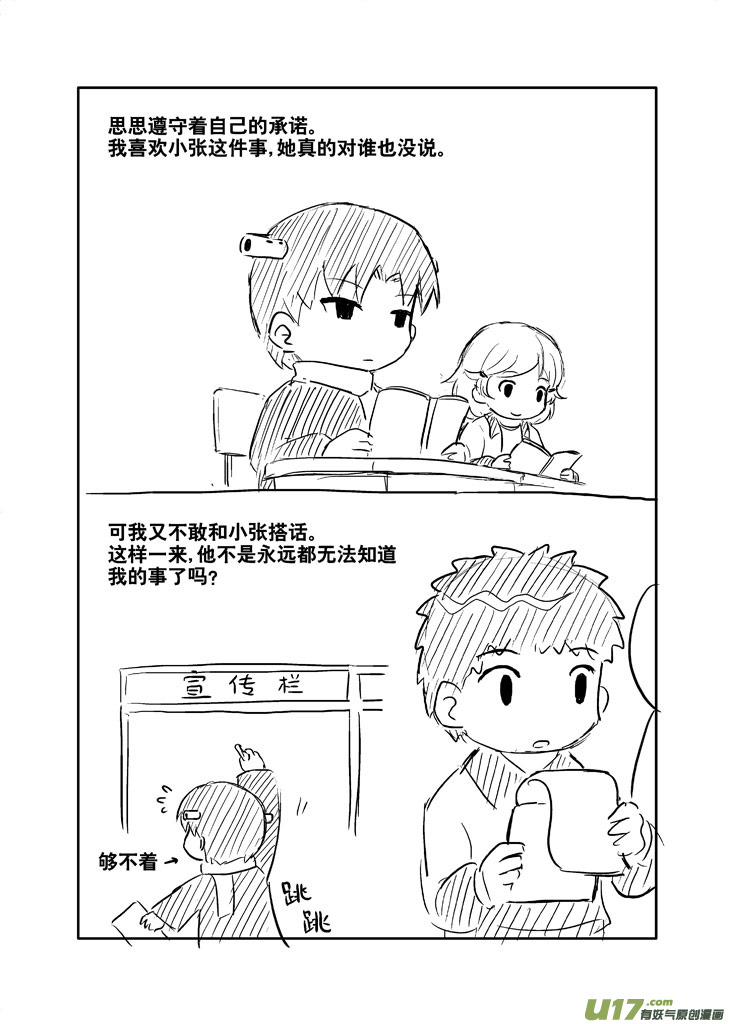 思思遵守着自己的承诺。
我喜欢小张这件事,她真的对谁也没说。
可我又不敢和小张搭话。
这样一来,他不是永远都无法知道
我的事了吗?
宣传栏
够不着→
跳
跳
U17.com
有妖气原创漫画